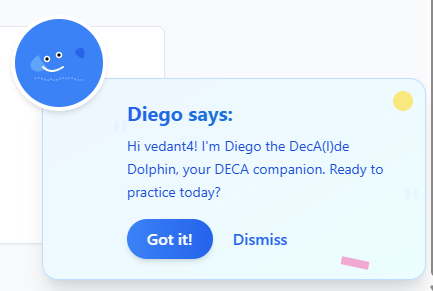 Diego says:
Hi vedant4! I'm Diego the DecA(I)de
Dolphin, your DECA companion. Ready to
practice today?
Got it!
Dismiss